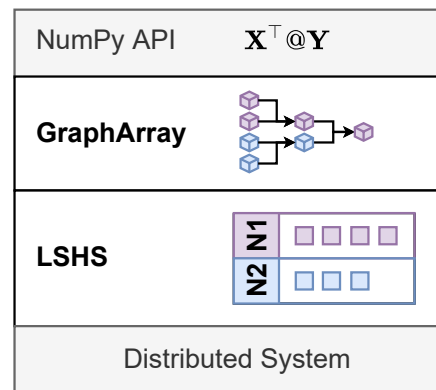 NumPy API X⊤@Y
GraphArray
LSHS
N1
N2
Distributed System